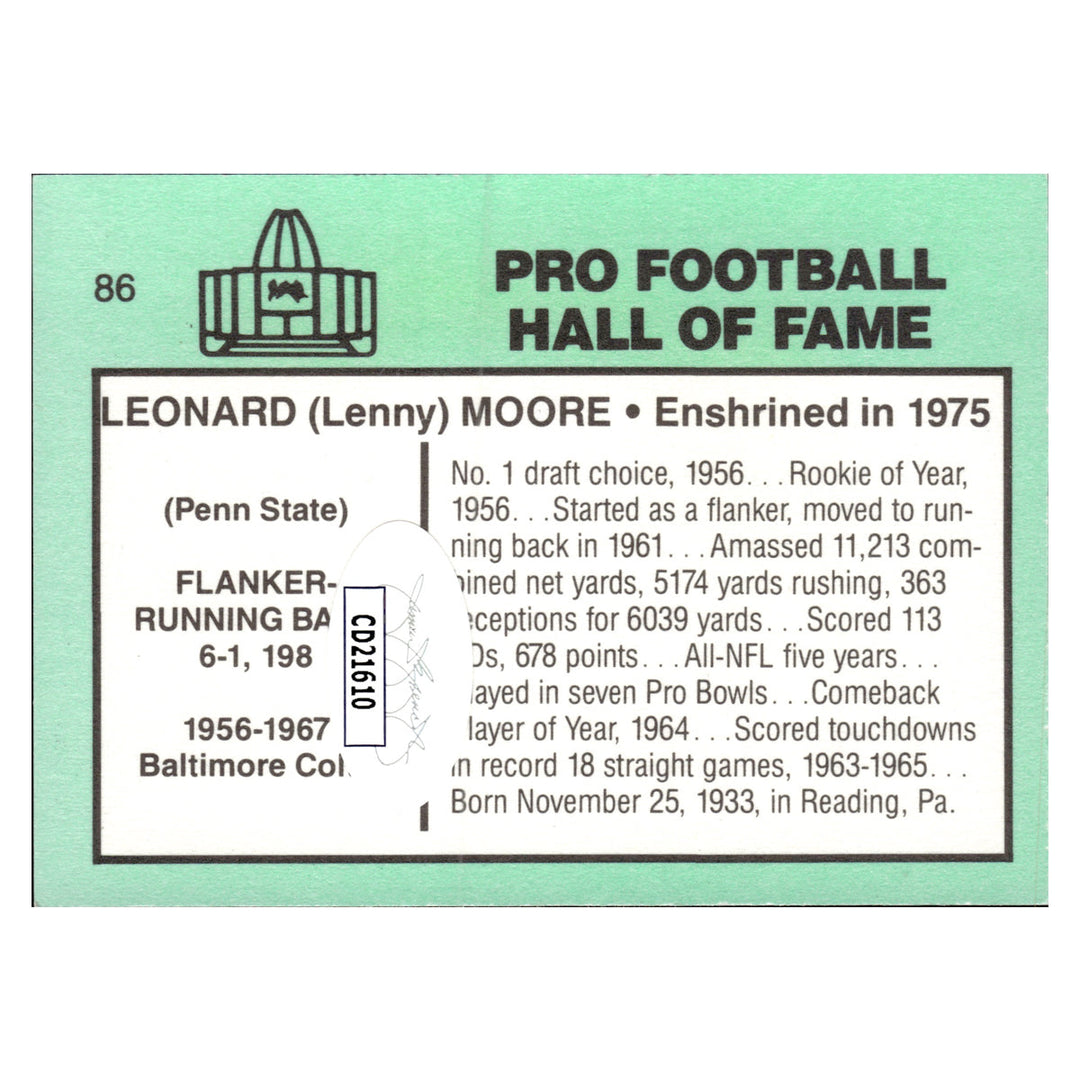 86
PRO FOOTBALL
HALL OF FAME
LEONARD (Lenny) MOORE • Enshrined in 1975
(Penn State)
FLANKER-
RUNNING BA
6-1, 198
1956-1967
Baltimore Col
CD21610
No. 1 draft choice, 1956. . .Rookie of Year,
1956. . .Started as a flanker, moved to run-
ning back in 1961. . .Amassed 11,213 com-
ined net yards, 5174 yards rushing, 363
ceptions for 6039 yards. . .Scored 113
Ds, 678 points. . .All-NFL five years. . .
layed in seven Pro Bowls. . .Comeback
layer of Year, 1964. . .Scored touchdowns
in record 18 straight games, 1963-1965. . .
Born November 25, 1933, in Reading, Pa.